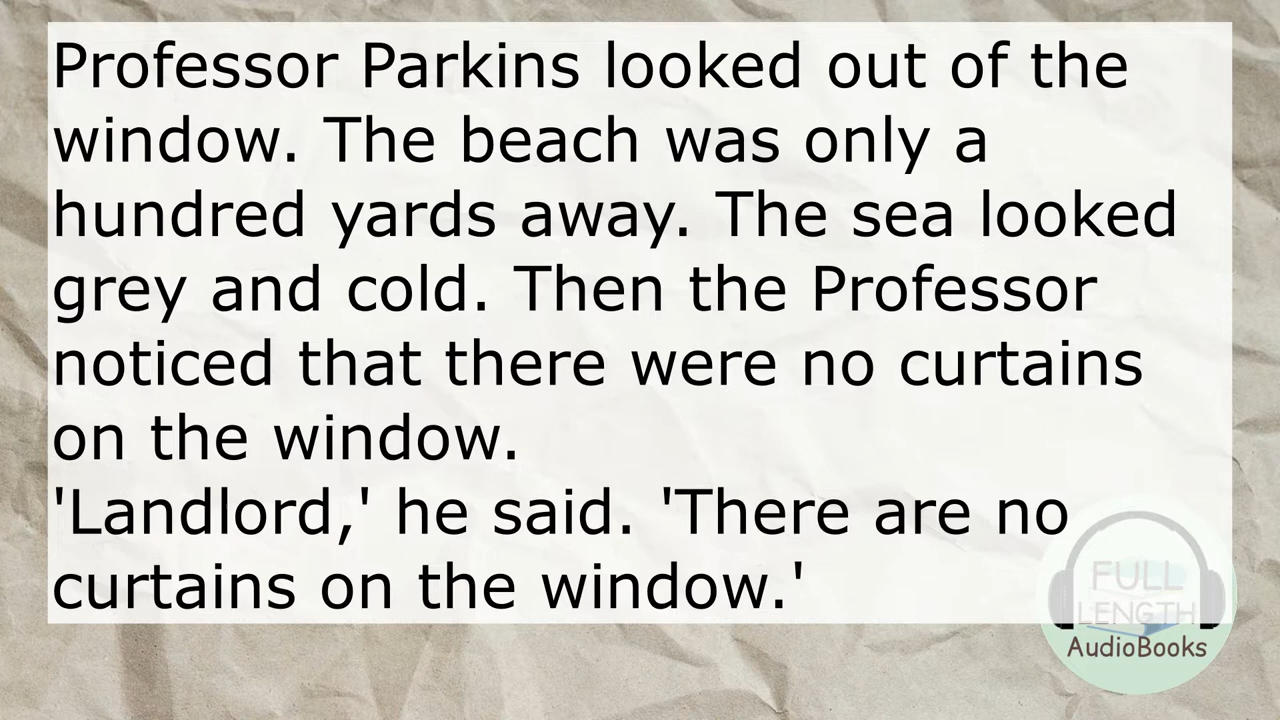 Professor Parkins looked out of the
window. The beach was only a
hundred yards away. The sea looked
grey and cold. Then the Professor
noticed that there were no curtains
on the window.
'Landlord,' he said. 'There are no
curtains on the window.'
FULL
LENGTH
AudioBooks